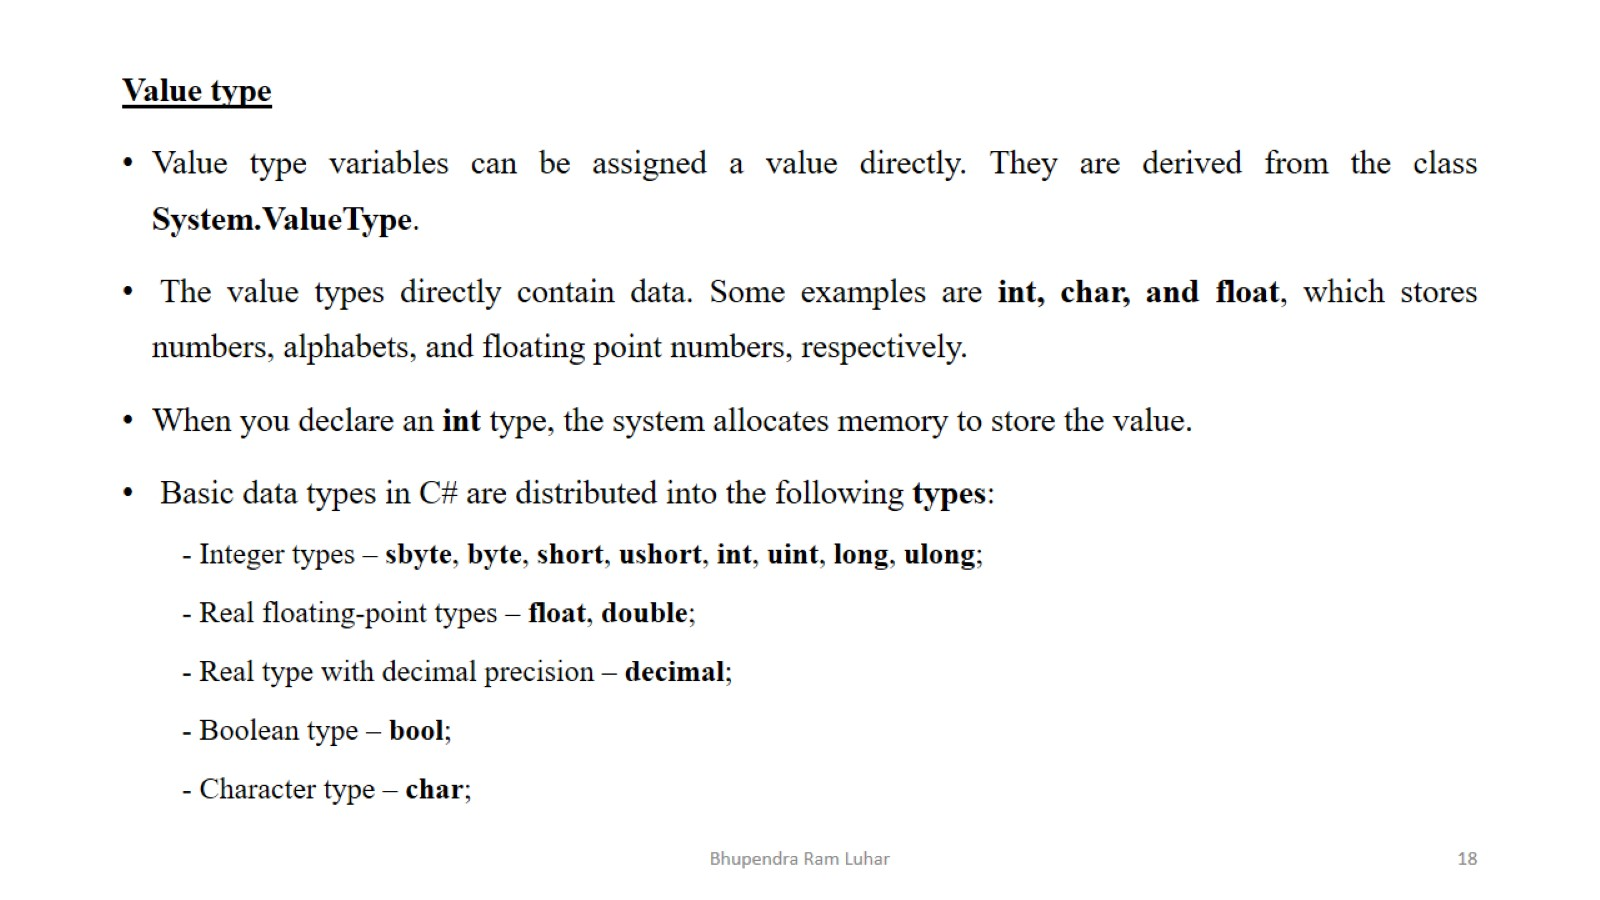 Value type
• Value type variables can be assigned a value directly. They are derived from the class
System.ValueType.
• The value types directly contain data. Some examples are int, char, and float, which stores
numbers, alphabets, and floating point numbers, respectively.
• When you declare an int type, the system allocates memory to store the value.
• Basic data types in C# are distributed into the following types:
- Integer types – sbyte, byte, short, ushort, int, uint, long, ulong;
- Real floating-point types – float, double;
- Real type with decimal precision – decimal;
- Boolean type – bool;
- Character type – char;
Bhupendra Ram Luhar 18